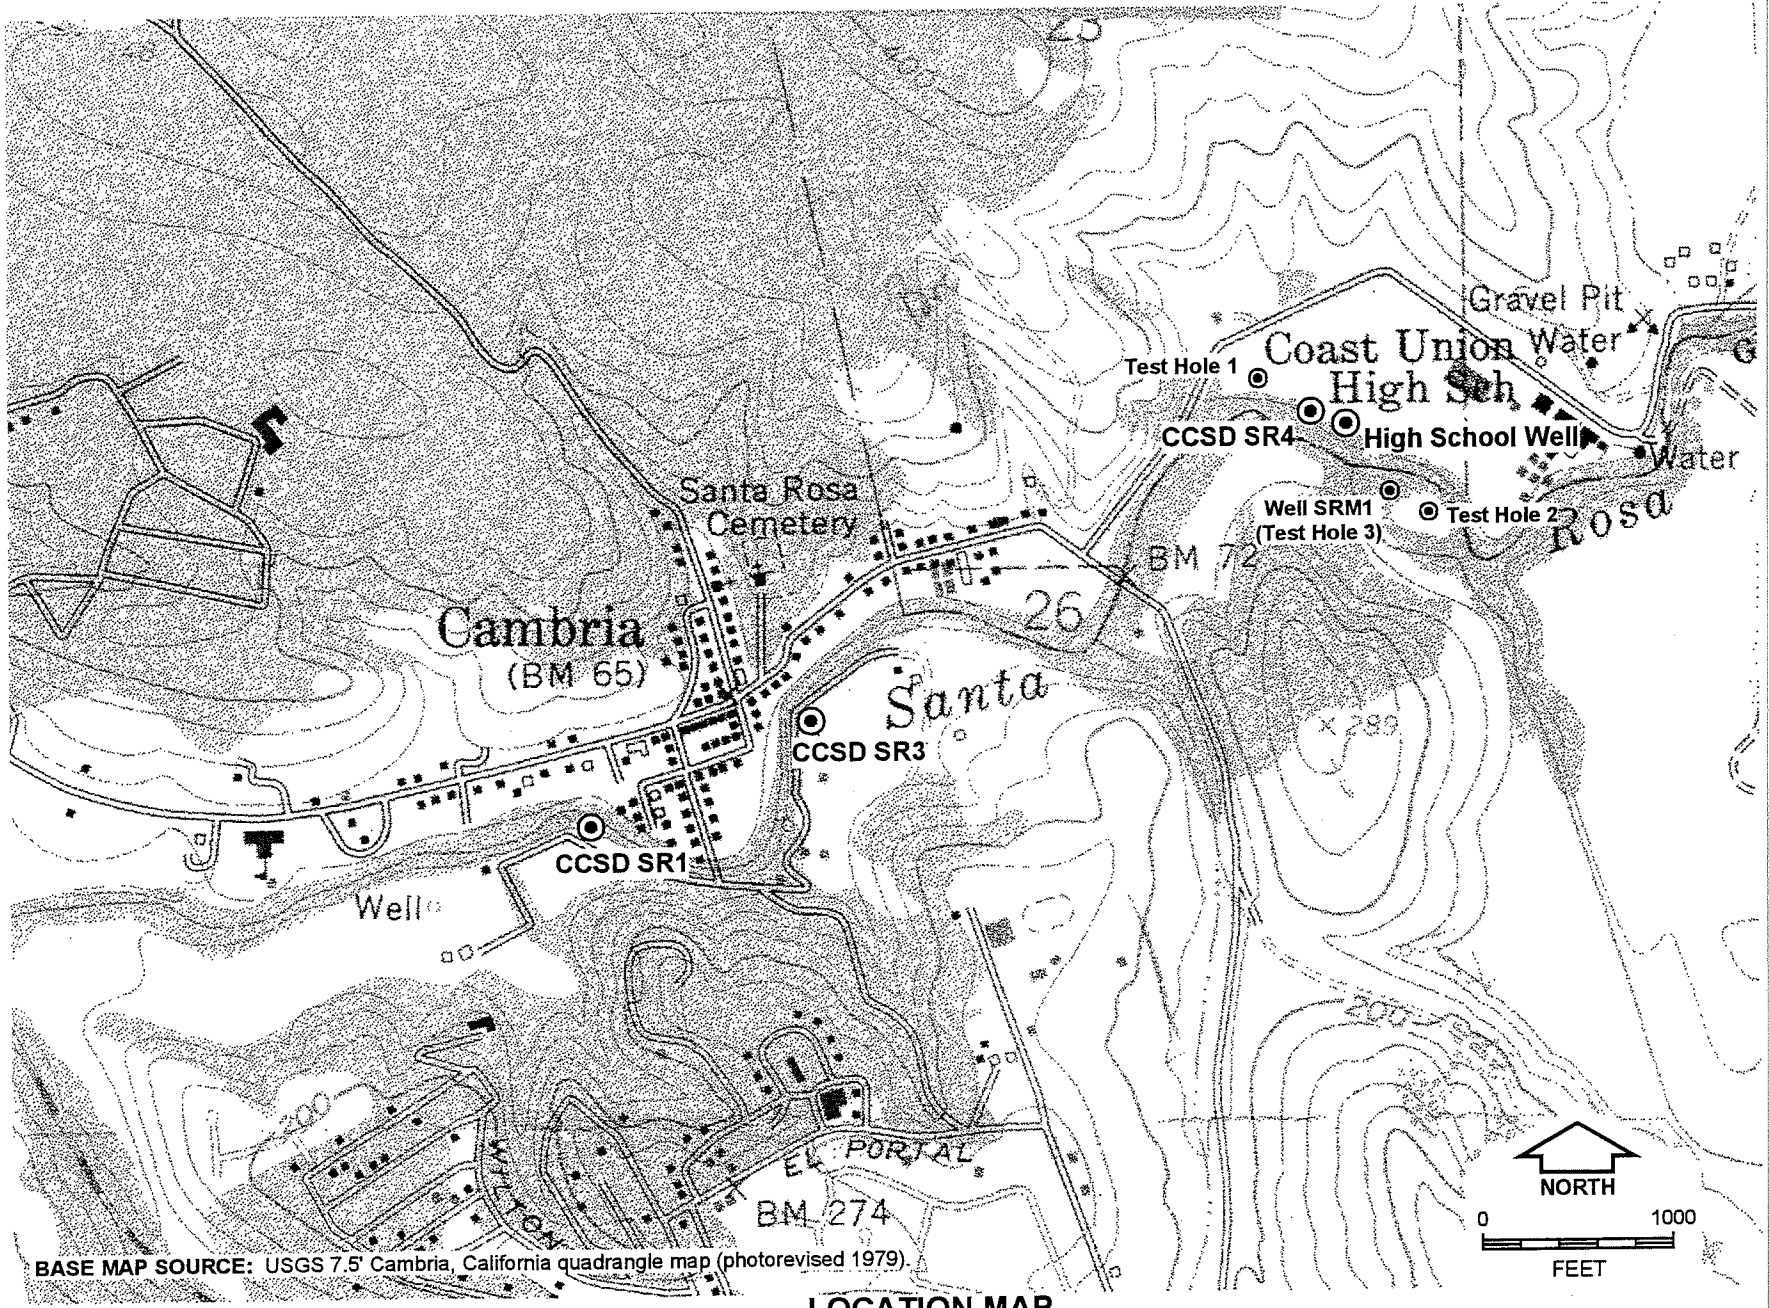 200
Gravel Pit
Water
Coast Union
High Sch
Test Hole 1
CCSD SR4
High School Well
Water
Santa Rosa
Cemetery
Well SRM1
(Test Hole 3)
Test Hole 2
Rosa
BM 72
26
Cambria
(BM 65)
Santa
× 289
CCSD SR3
CCSD SR1
Well
200
200
WILTON
EL PORTAL
BM 274
NORTH
0 1000
FEET
BASE MAP SOURCE: USGS 7.5' Cambria, California quadrangle map (photorevised 1979).
LOCATION MAP